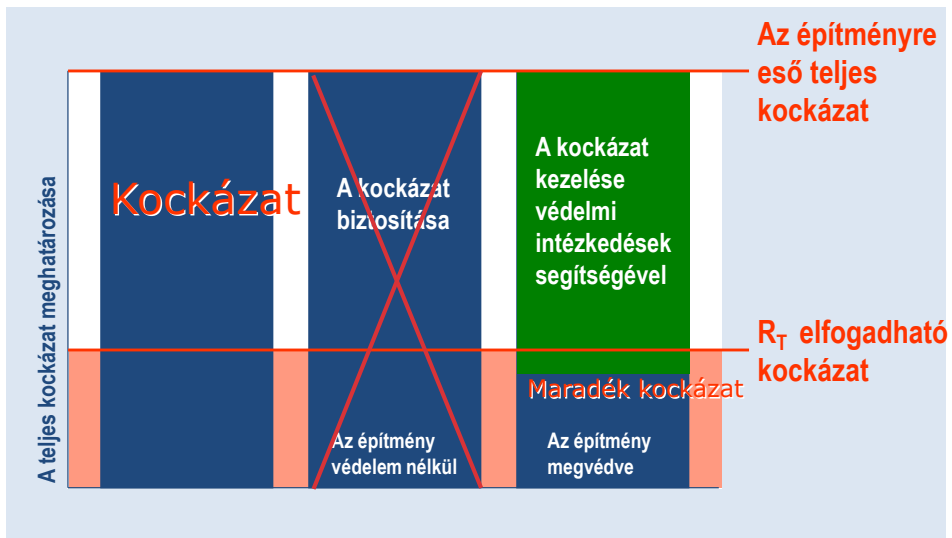 Az építményre
eső teljes
kockázat
A teljes kockázat meghatározása
Kockázat
A kockázat
biztosítása
A kockázat
kezelése
védelmi
intézkedések
segítségével
R_T elfogadható
kockázat
Maradék kockázat
Az építmény
védelem nélkül
Az építmény
megvédve